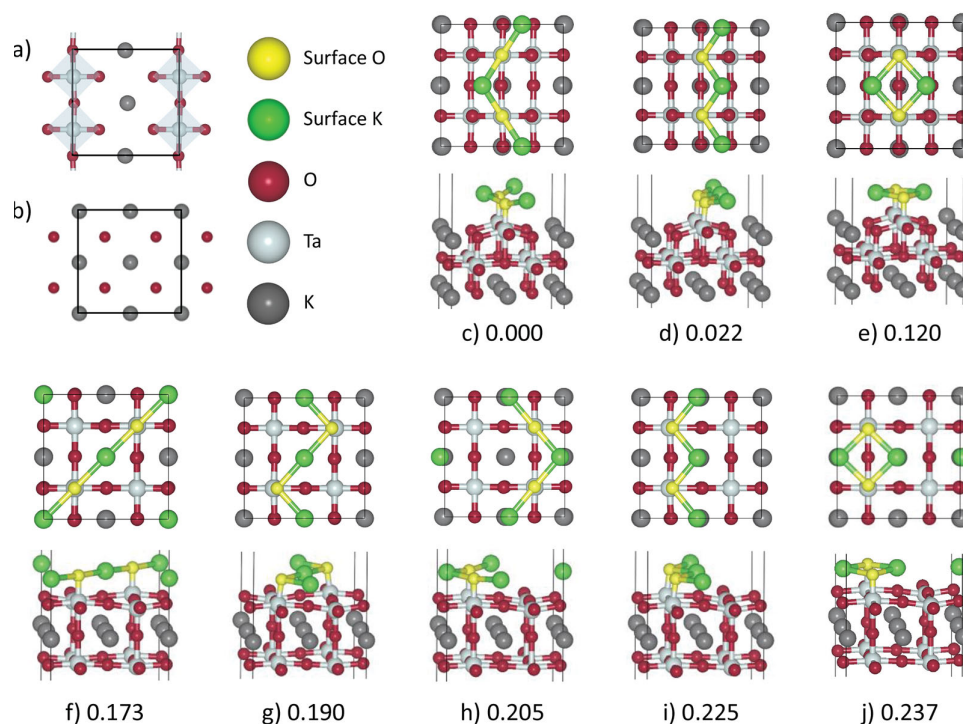 a)
b)
Surface O
Surface K
O
Ta
K
c) 0.000
d) 0.022
e) 0.120
f) 0.173
g) 0.190
h) 0.205
i) 0.225
j) 0.237